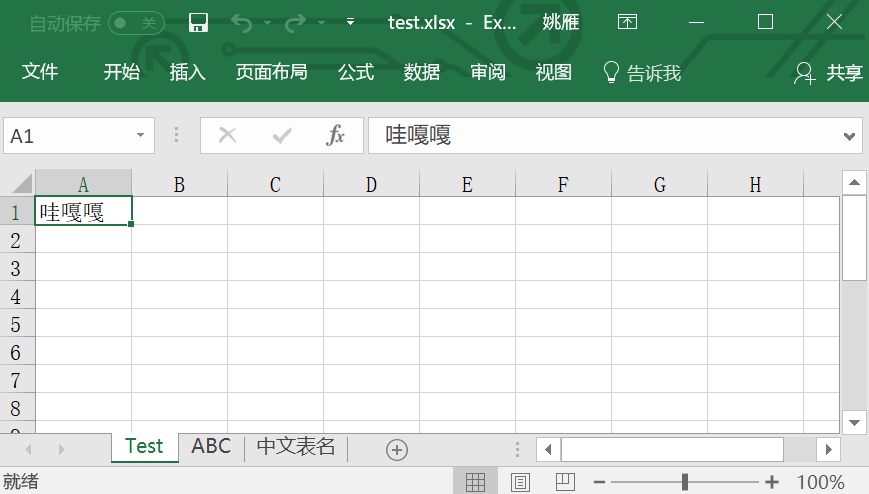 自动保存 关 test.xlsx - Ex... 姚雁
文件 开始 插入 页面布局 公式 数据 审阅 视图 告诉我 共享
A1 fx 哇嘎嘎
A B C D E F G H
1 哇嘎嘎
2
3
4
5
6
7
8
Test ABC 中文表名
就绪 100%